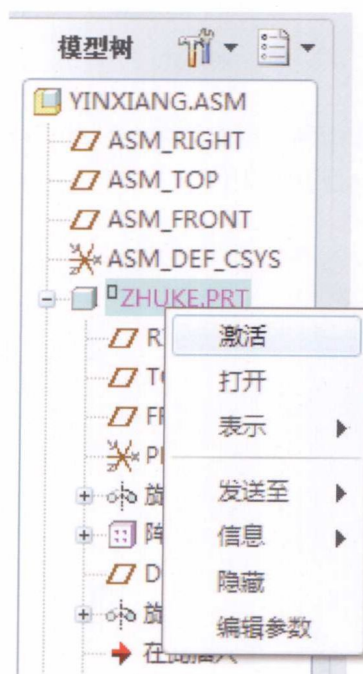 模型树
YINXIANG.ASM
ASM_RIGHT
ASM_TOP
ASM_FRONT
ASM_DEF_CSYS
ZHUKE.PRT
激活
打开
表示
发送至
信息
隐藏
编辑参数